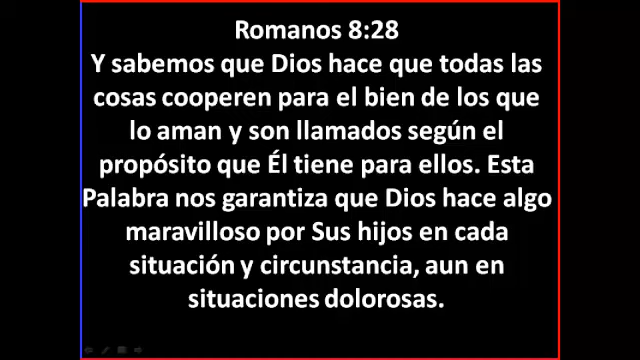 Romanos 8:28
Y sabemos que Dios hace que todas las
cosas cooperen para el bien de los que
lo aman y son llamados según el
propósito que Él tiene para ellos. Esta
Palabra nos garantiza que Dios hace algo
maravilloso por Sus hijos en cada
situación y circunstancia, aun en
situaciones dolorosas.